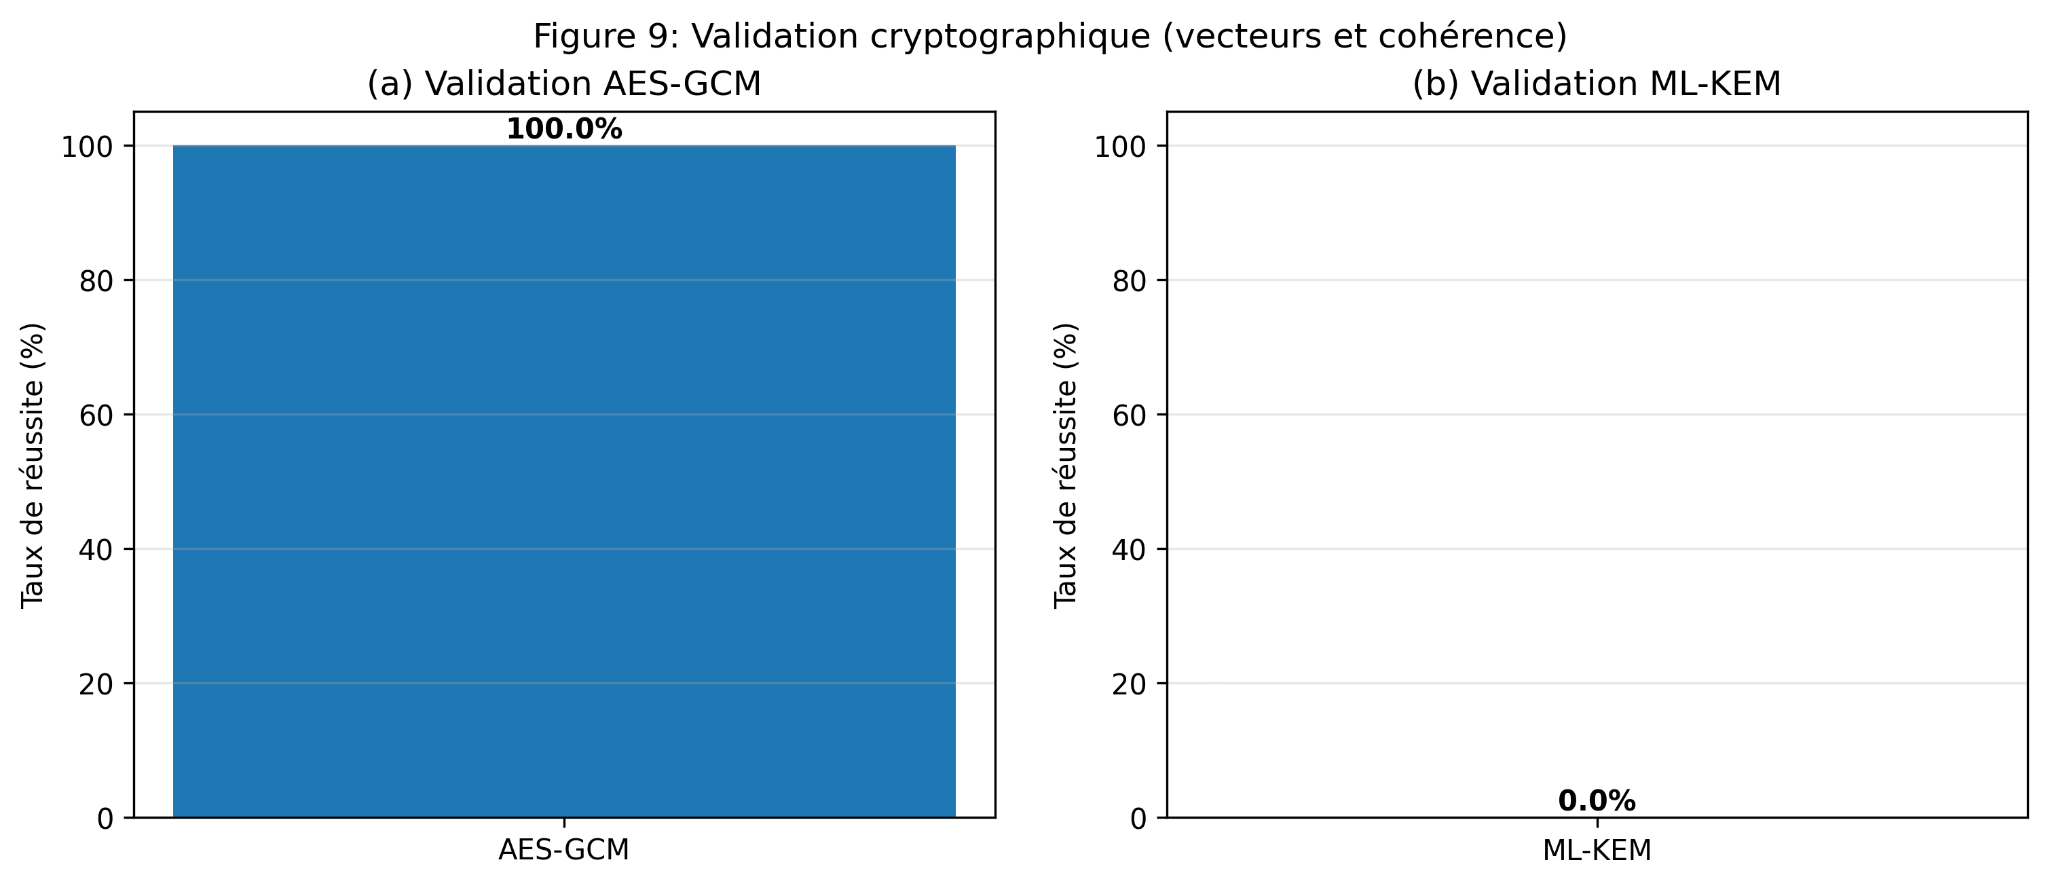 Figure 9: Validation cryptographique (vecteurs et cohérence)
(a) Validation AES-GCM
100.0%
100
80
60
40
20
0
Taux de réussite (%)
AES-GCM
(b) Validation ML-KEM
100
80
60
40
20
0
Taux de réussite (%)
0.0%
ML-KEM